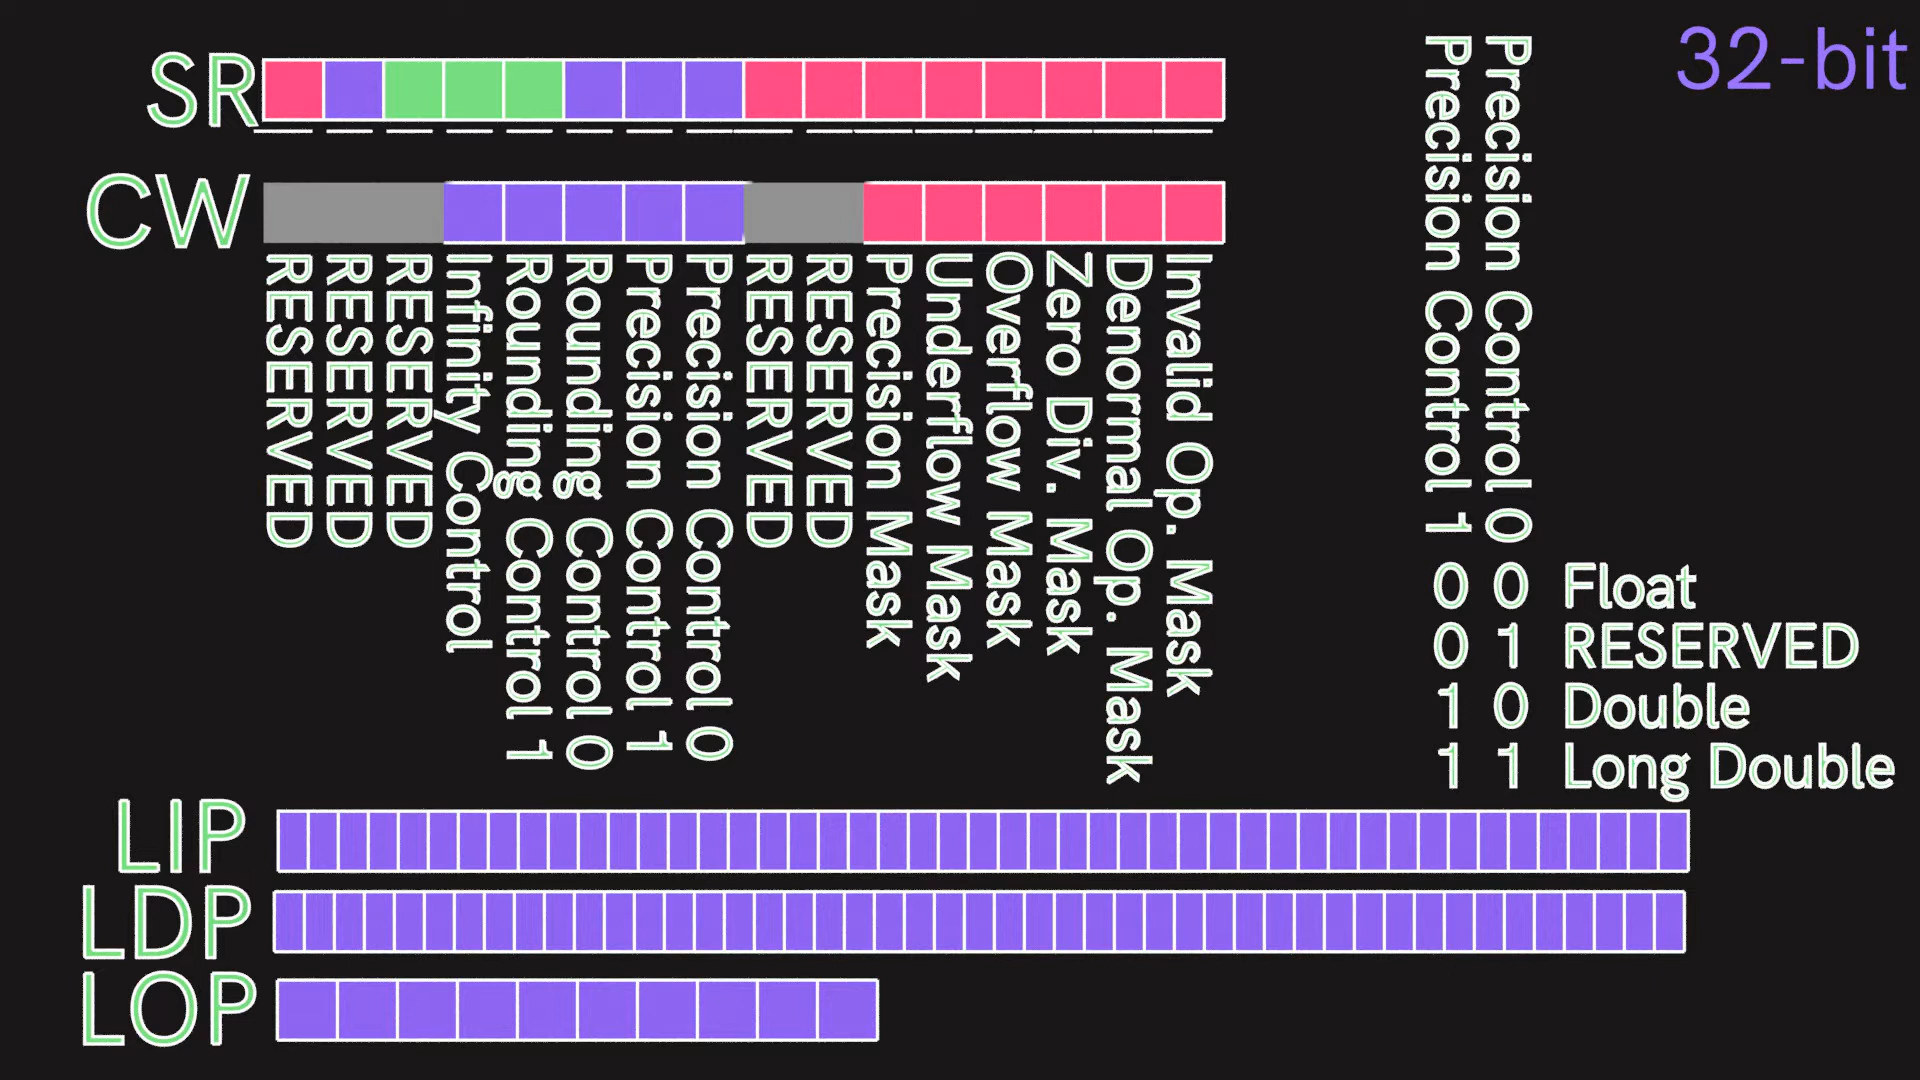 32-bit
SR
CW
RESERVED
RESERVED
RESERVED
Infinity Control
Rounding Control 1
Rounding Control 0
Precision Control 1
Precision Control 0
RESERVED
RESERVED
Precision Mask
Underflow Mask
Overflow Mask
Zero Div. Mask
Denormal Op. Mask
Invalid Op. Mask
Precision Control 1
Precision Control 0
0 0 Float
0 1 RESERVED
1 0 Double
1 1 Long Double
LIP
LDP
LOP